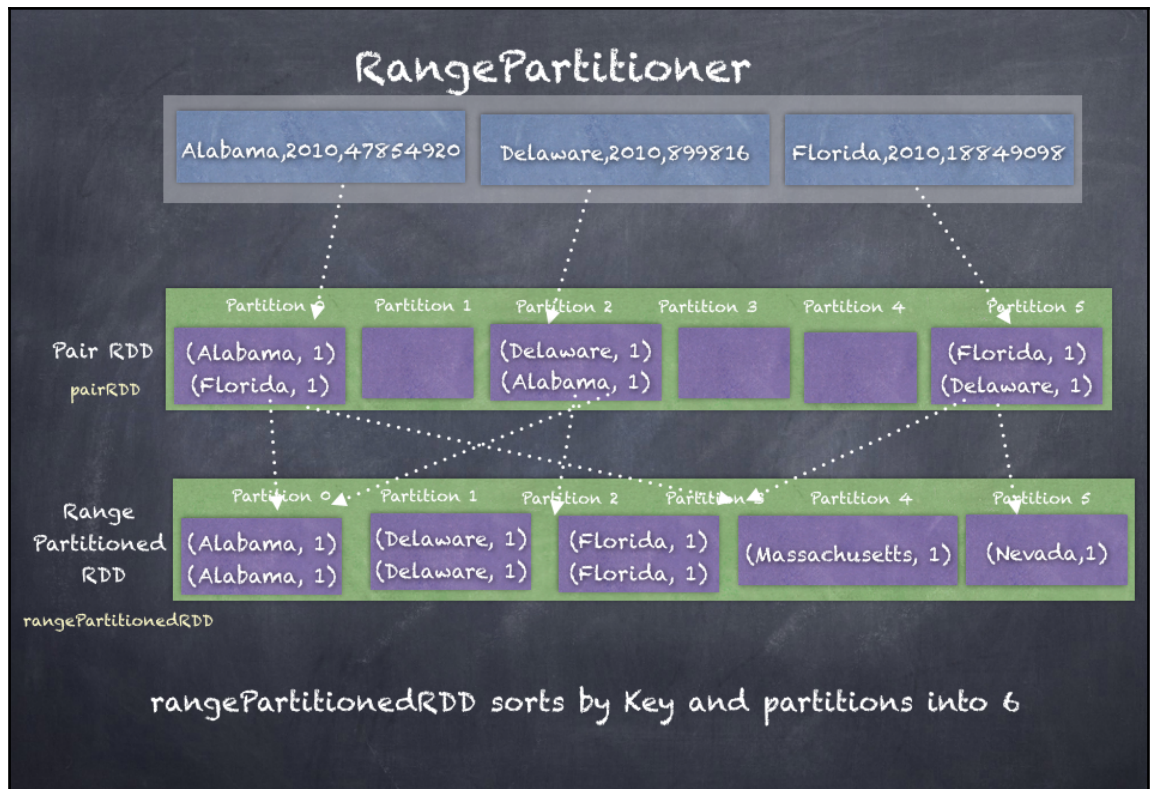 RangePartitioner
Alabama,2010,47854920
Delaware,2010,899816
Florida,2010,18849098
Partition 0
Partition 1
Partition 2
Partition 3
Partition 4
Partition 5
Pair RDD
pairRDD
(Alabama, 1)
(Florida, 1)
(Delaware, 1)
(Alabama, 1)
(Florida, 1)
(Delaware, 1)
Partition 0
Partition 1
Partition 2
Partition 3
Partition 4
Partition 5
Range
Partitioned
RDD
rangePartitionedRDD
(Alabama, 1)
(Alabama, 1)
(Delaware, 1)
(Delaware, 1)
(Florida, 1)
(Florida, 1)
(Massachusetts, 1)
(Nevada,1)
rangePartitionedRDD sorts by Key and partitions into 6